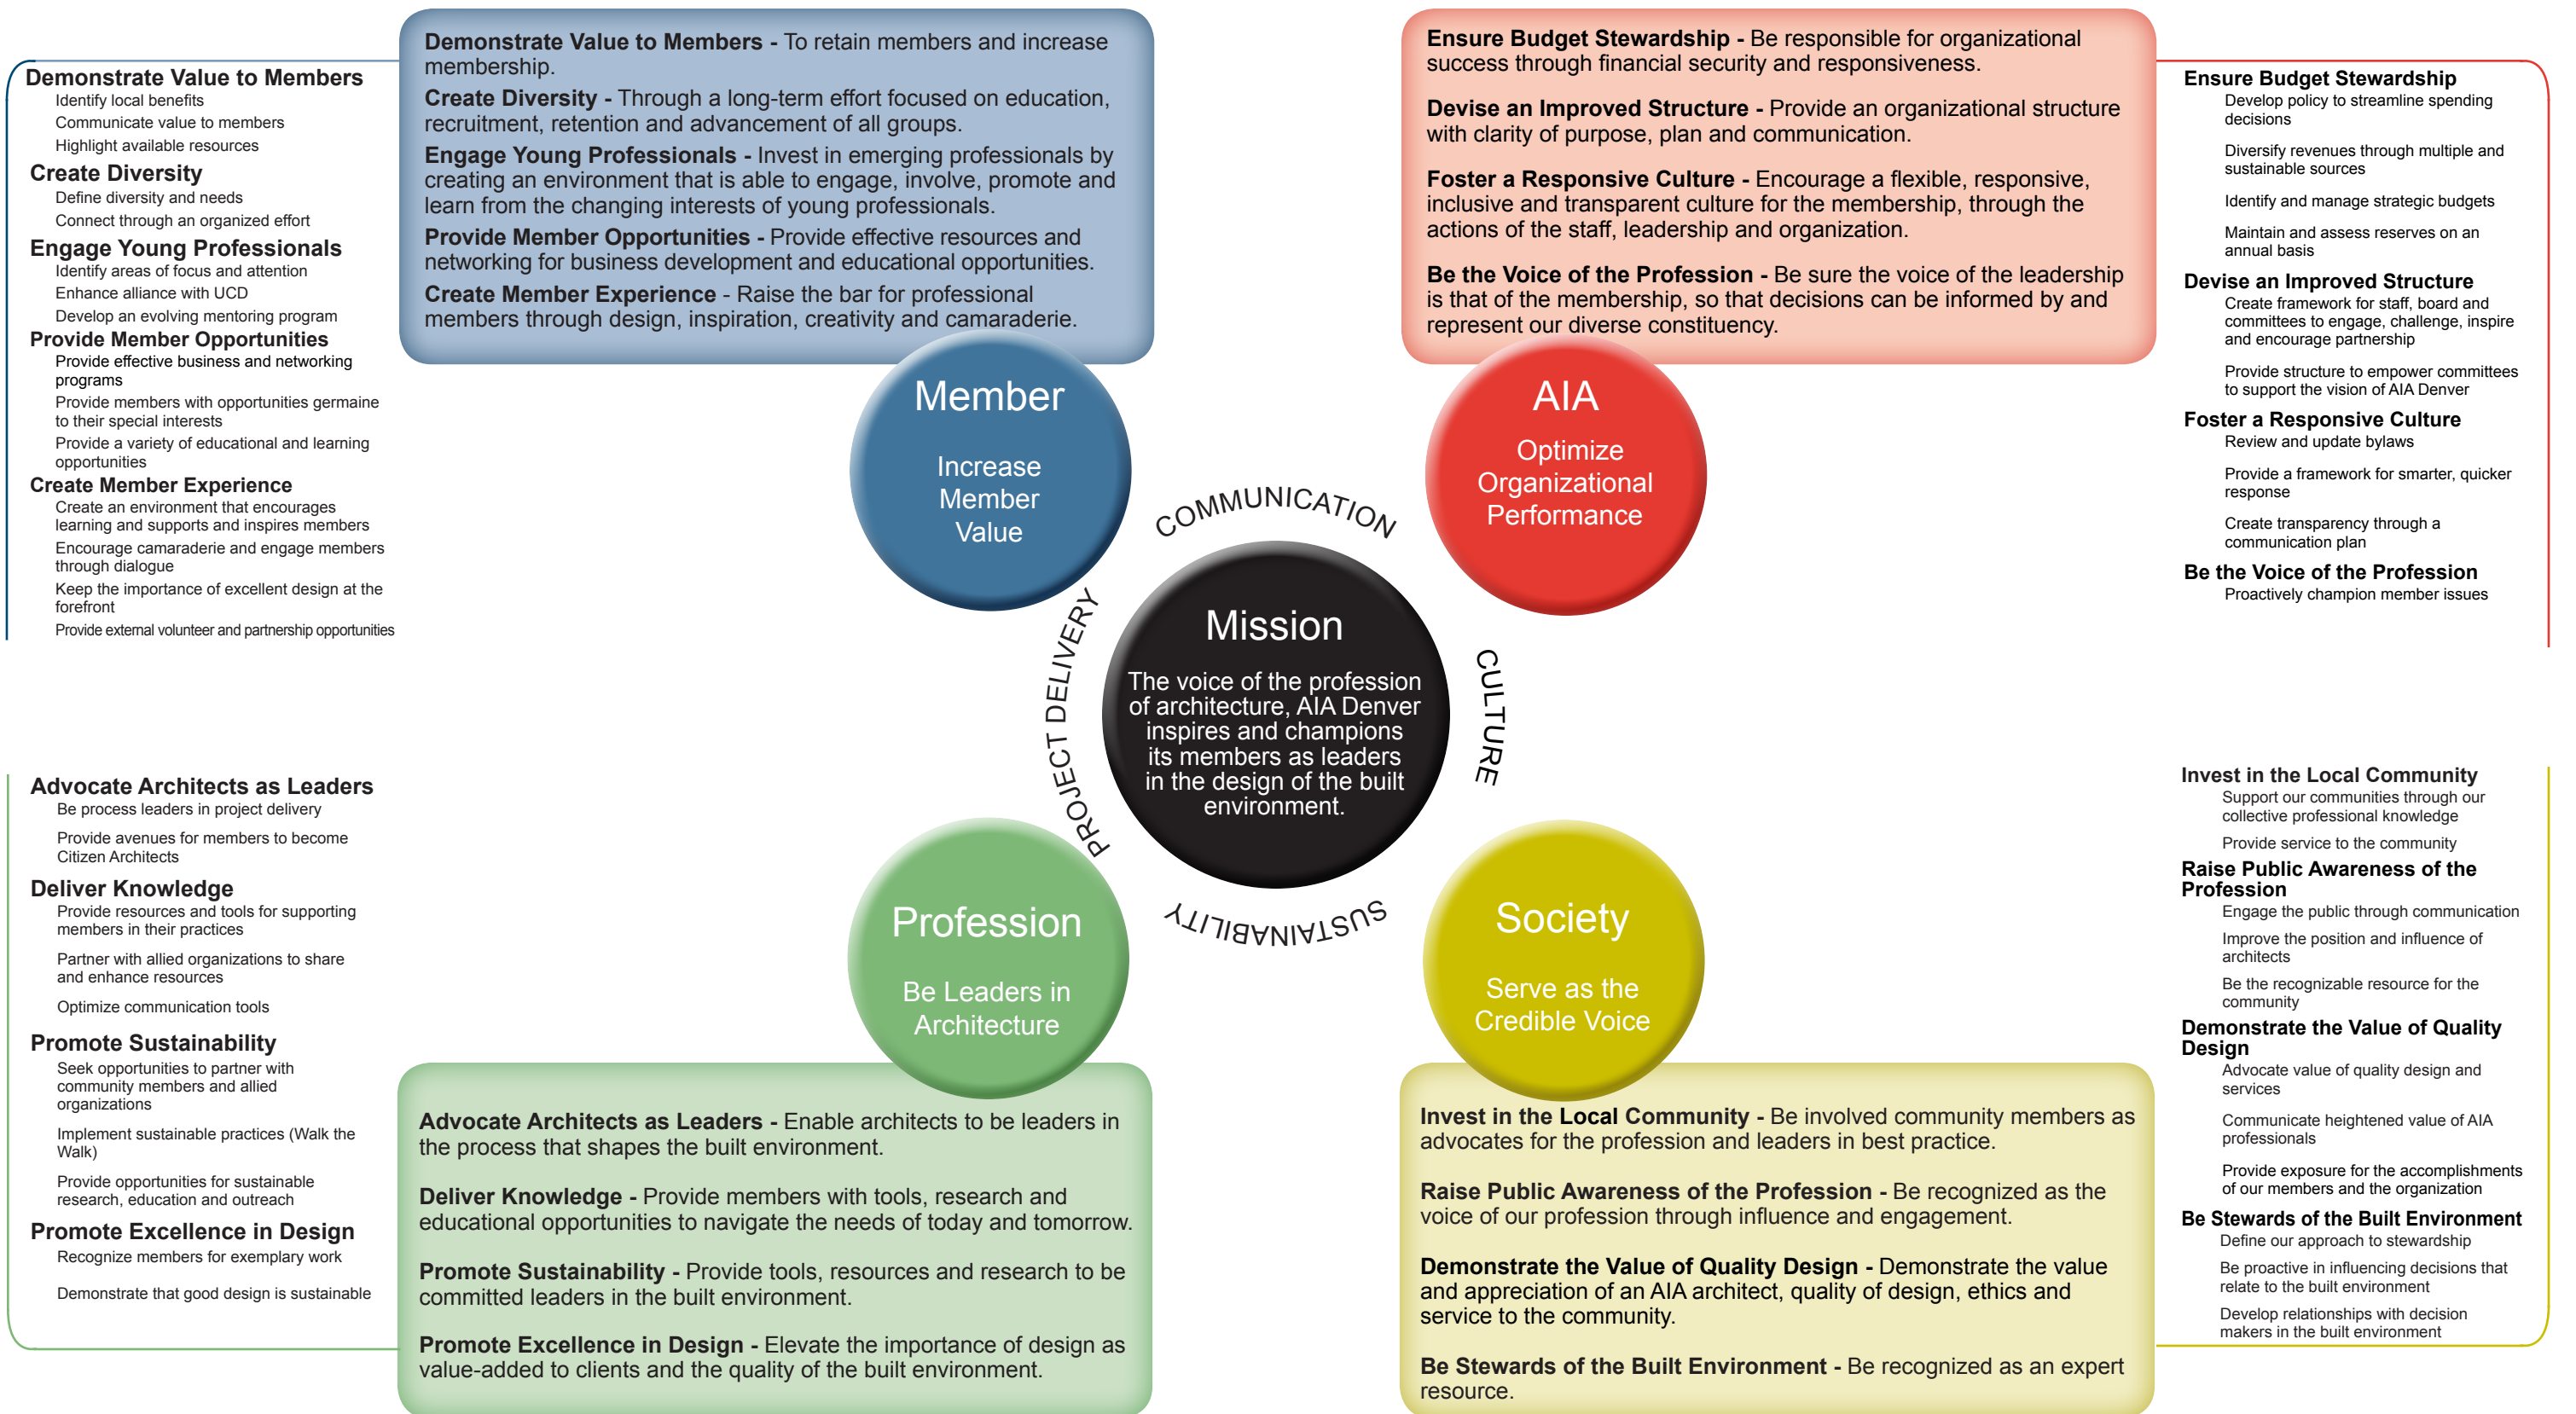 Demonstrate Value to Members
Identify local benefits
Communicate value to members
Highlight available resources
Create Diversity
Define diversity and needs
Connect through an organized effort
Engage Young Professionals
Identify areas of focus and attention
Enhance alliance with UCD
Develop an evolving mentoring program
Provide Member Opportunities
Provide effective business and networking
programs
Provide members with opportunities germaine
to their special interests
Provide a variety of educational and learning
opportunities
Create Member Experience
Create an environment that encourages
learning and supports and inspires members
Encourage camaraderie and engage members
through dialogue
Keep the importance of excellent design at the
forefront
Provide external volunteer and partnership opportunities
Demonstrate Value to Members - To retain members and increase
membership.
Create Diversity - Through a long-term effort focused on education,
recruitment, retention and advancement of all groups.
Engage Young Professionals - Invest in emerging professionals by
creating an environment that is able to engage, involve, promote and
learn from the changing interests of young professionals.
Provide Member Opportunities - Provide effective resources and
networking for business development and educational opportunities.
Create Member Experience - Raise the bar for professional
members through design, inspiration, creativity and camaraderie.
Member
Increase
Member
Value
Ensure Budget Stewardship - Be responsible for organizational
success through financial security and responsiveness.
Devise an Improved Structure - Provide an organizational structure
with clarity of purpose, plan and communication.
Foster a Responsive Culture - Encourage a flexible, responsive,
inclusive and transparent culture for the membership, through the
actions of the staff, leadership and organization.
Be the Voice of the Profession - Be sure the voice of the leadership
is that of the membership, so that decisions can be informed by and
represent our diverse constituency.
AIA
Optimize
Organizational
Performance
Ensure Budget Stewardship
Develop policy to streamline spending
decisions
Diversify revenues through multiple and
sustainable sources
Identify and manage strategic budgets
Maintain and assess reserves on an
annual basis
Devise an Improved Structure
Create framework for staff, board and
committees to engage, challenge, inspire
and encourage partnership
Provide structure to empower committees
to support the vision of AIA Denver
Foster a Responsive Culture
Review and update bylaws
Provide a framework for smarter, quicker
response
Create transparency through a
communication plan
Be the Voice of the Profession
Proactively champion member issues
COMMUNICATION
PROJECT DELIVERY
CULTURE
SUSTAINABILITY
Mission
The voice of the profession
of architecture, AIA Denver
inspires and champions
its members as leaders
in the design of the built
environment.
Advocate Architects as Leaders
Be process leaders in project delivery
Provide avenues for members to become
Citizen Architects
Deliver Knowledge
Provide resources and tools for supporting
members in their practices
Partner with allied organizations to share
and enhance resources
Optimize communication tools
Promote Sustainability
Seek opportunities to partner with
community members and allied
organizations
Implement sustainable practices (Walk the
Walk)
Provide opportunities for sustainable
research, education and outreach
Promote Excellence in Design
Recognize members for exemplary work
Demonstrate that good design is sustainable
Profession
Be Leaders in
Architecture
Advocate Architects as Leaders - Enable architects to be leaders in
the process that shapes the built environment.
Deliver Knowledge - Provide members with tools, research and
educational opportunities to navigate the needs of today and tomorrow.
Promote Sustainability - Provide tools, resources and research to be
committed leaders in the built environment.
Promote Excellence in Design - Elevate the importance of design as
value-added to clients and the quality of the built environment.
Society
Serve as the
Credible Voice
Invest in the Local Community - Be involved community members as
advocates for the profession and leaders in best practice.
Raise Public Awareness of the Profession - Be recognized as the
voice of our profession through influence and engagement.
Demonstrate the Value of Quality Design - Demonstrate the value
and appreciation of an AIA architect, quality of design, ethics and
service to the community.
Be Stewards of the Built Environment - Be recognized as an expert
resource.
Invest in the Local Community
Support our communities through our
collective professional knowledge
Provide service to the community
Raise Public Awareness of the
Profession
Engage the public through communication
Improve the position and influence of
architects
Be the recognizable resource for the
community
Demonstrate the Value of Quality
Design
Advocate value of quality design and
services
Communicate heightened value of AIA
professionals
Provide exposure for the accomplishments
of our members and the organization
Be Stewards of the Built Environment
Define our approach to stewardship
Be proactive in influencing decisions that
relate to the built environment
Develop relationships with decision
makers in the built environment